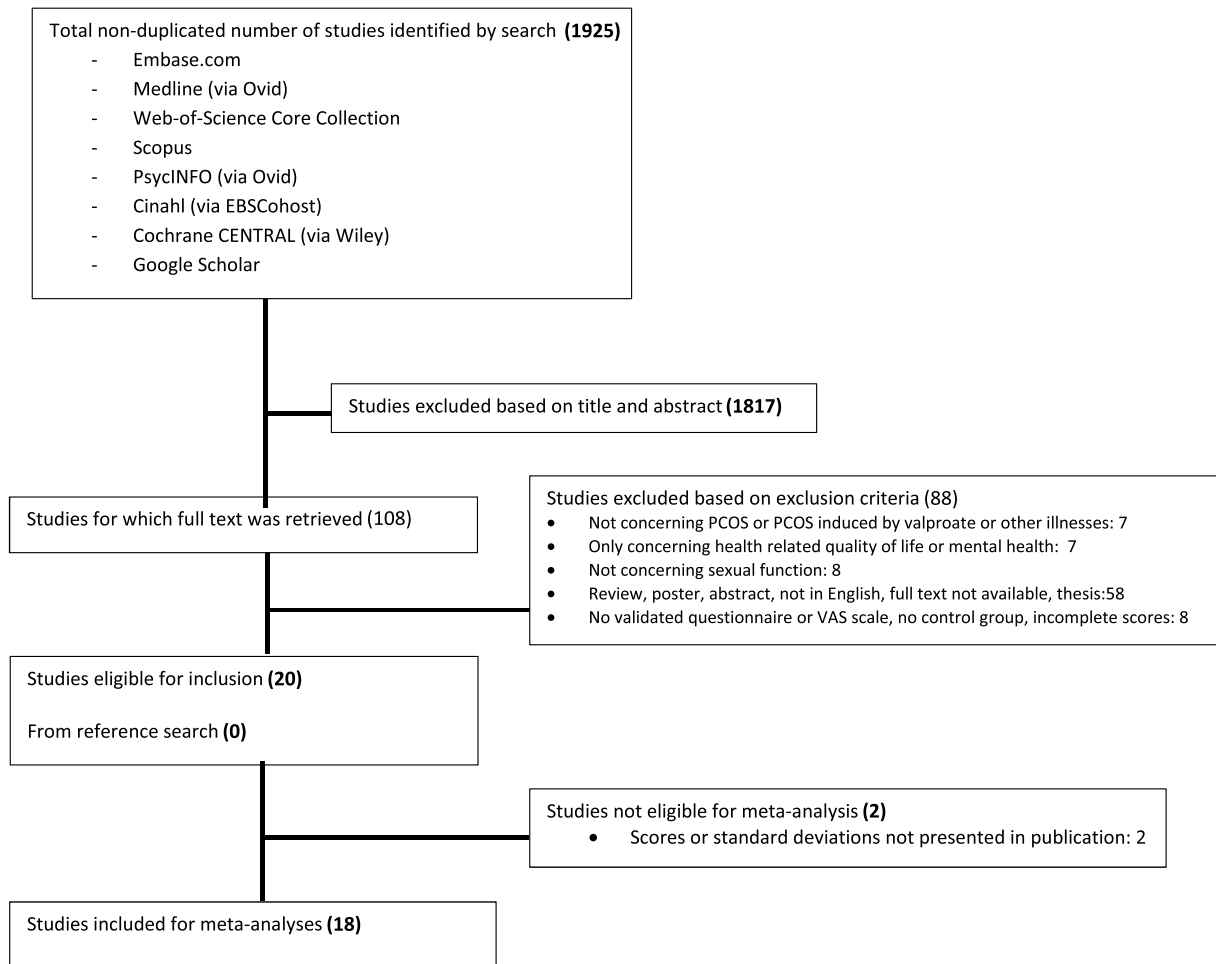 Total non-duplicated number of studies identified by search (1925)
- Embase.com
- Medline (via Ovid)
- Web-of-Science Core Collection
- Scopus
- PsycINFO (via Ovid)
- Cinahl (via EBSCohost)
- Cochrane CENTRAL (via Wiley)
- Google Scholar
Studies excluded based on title and abstract (1817)
Studies for which full text was retrieved (108)
Studies excluded based on exclusion criteria (88)
• Not concerning PCOS or PCOS induced by valproate or other illnesses: 7
• Only concerning health related quality of life or mental health: 7
• Not concerning sexual function: 8
• Review, poster, abstract, not in English, full text not available, thesis:58
• No validated questionnaire or VAS scale, no control group, incomplete scores: 8
Studies eligible for inclusion (20)
From reference search (0)
Studies not eligible for meta-analysis (2)
• Scores or standard deviations not presented in publication: 2
Studies included for meta-analyses (18)